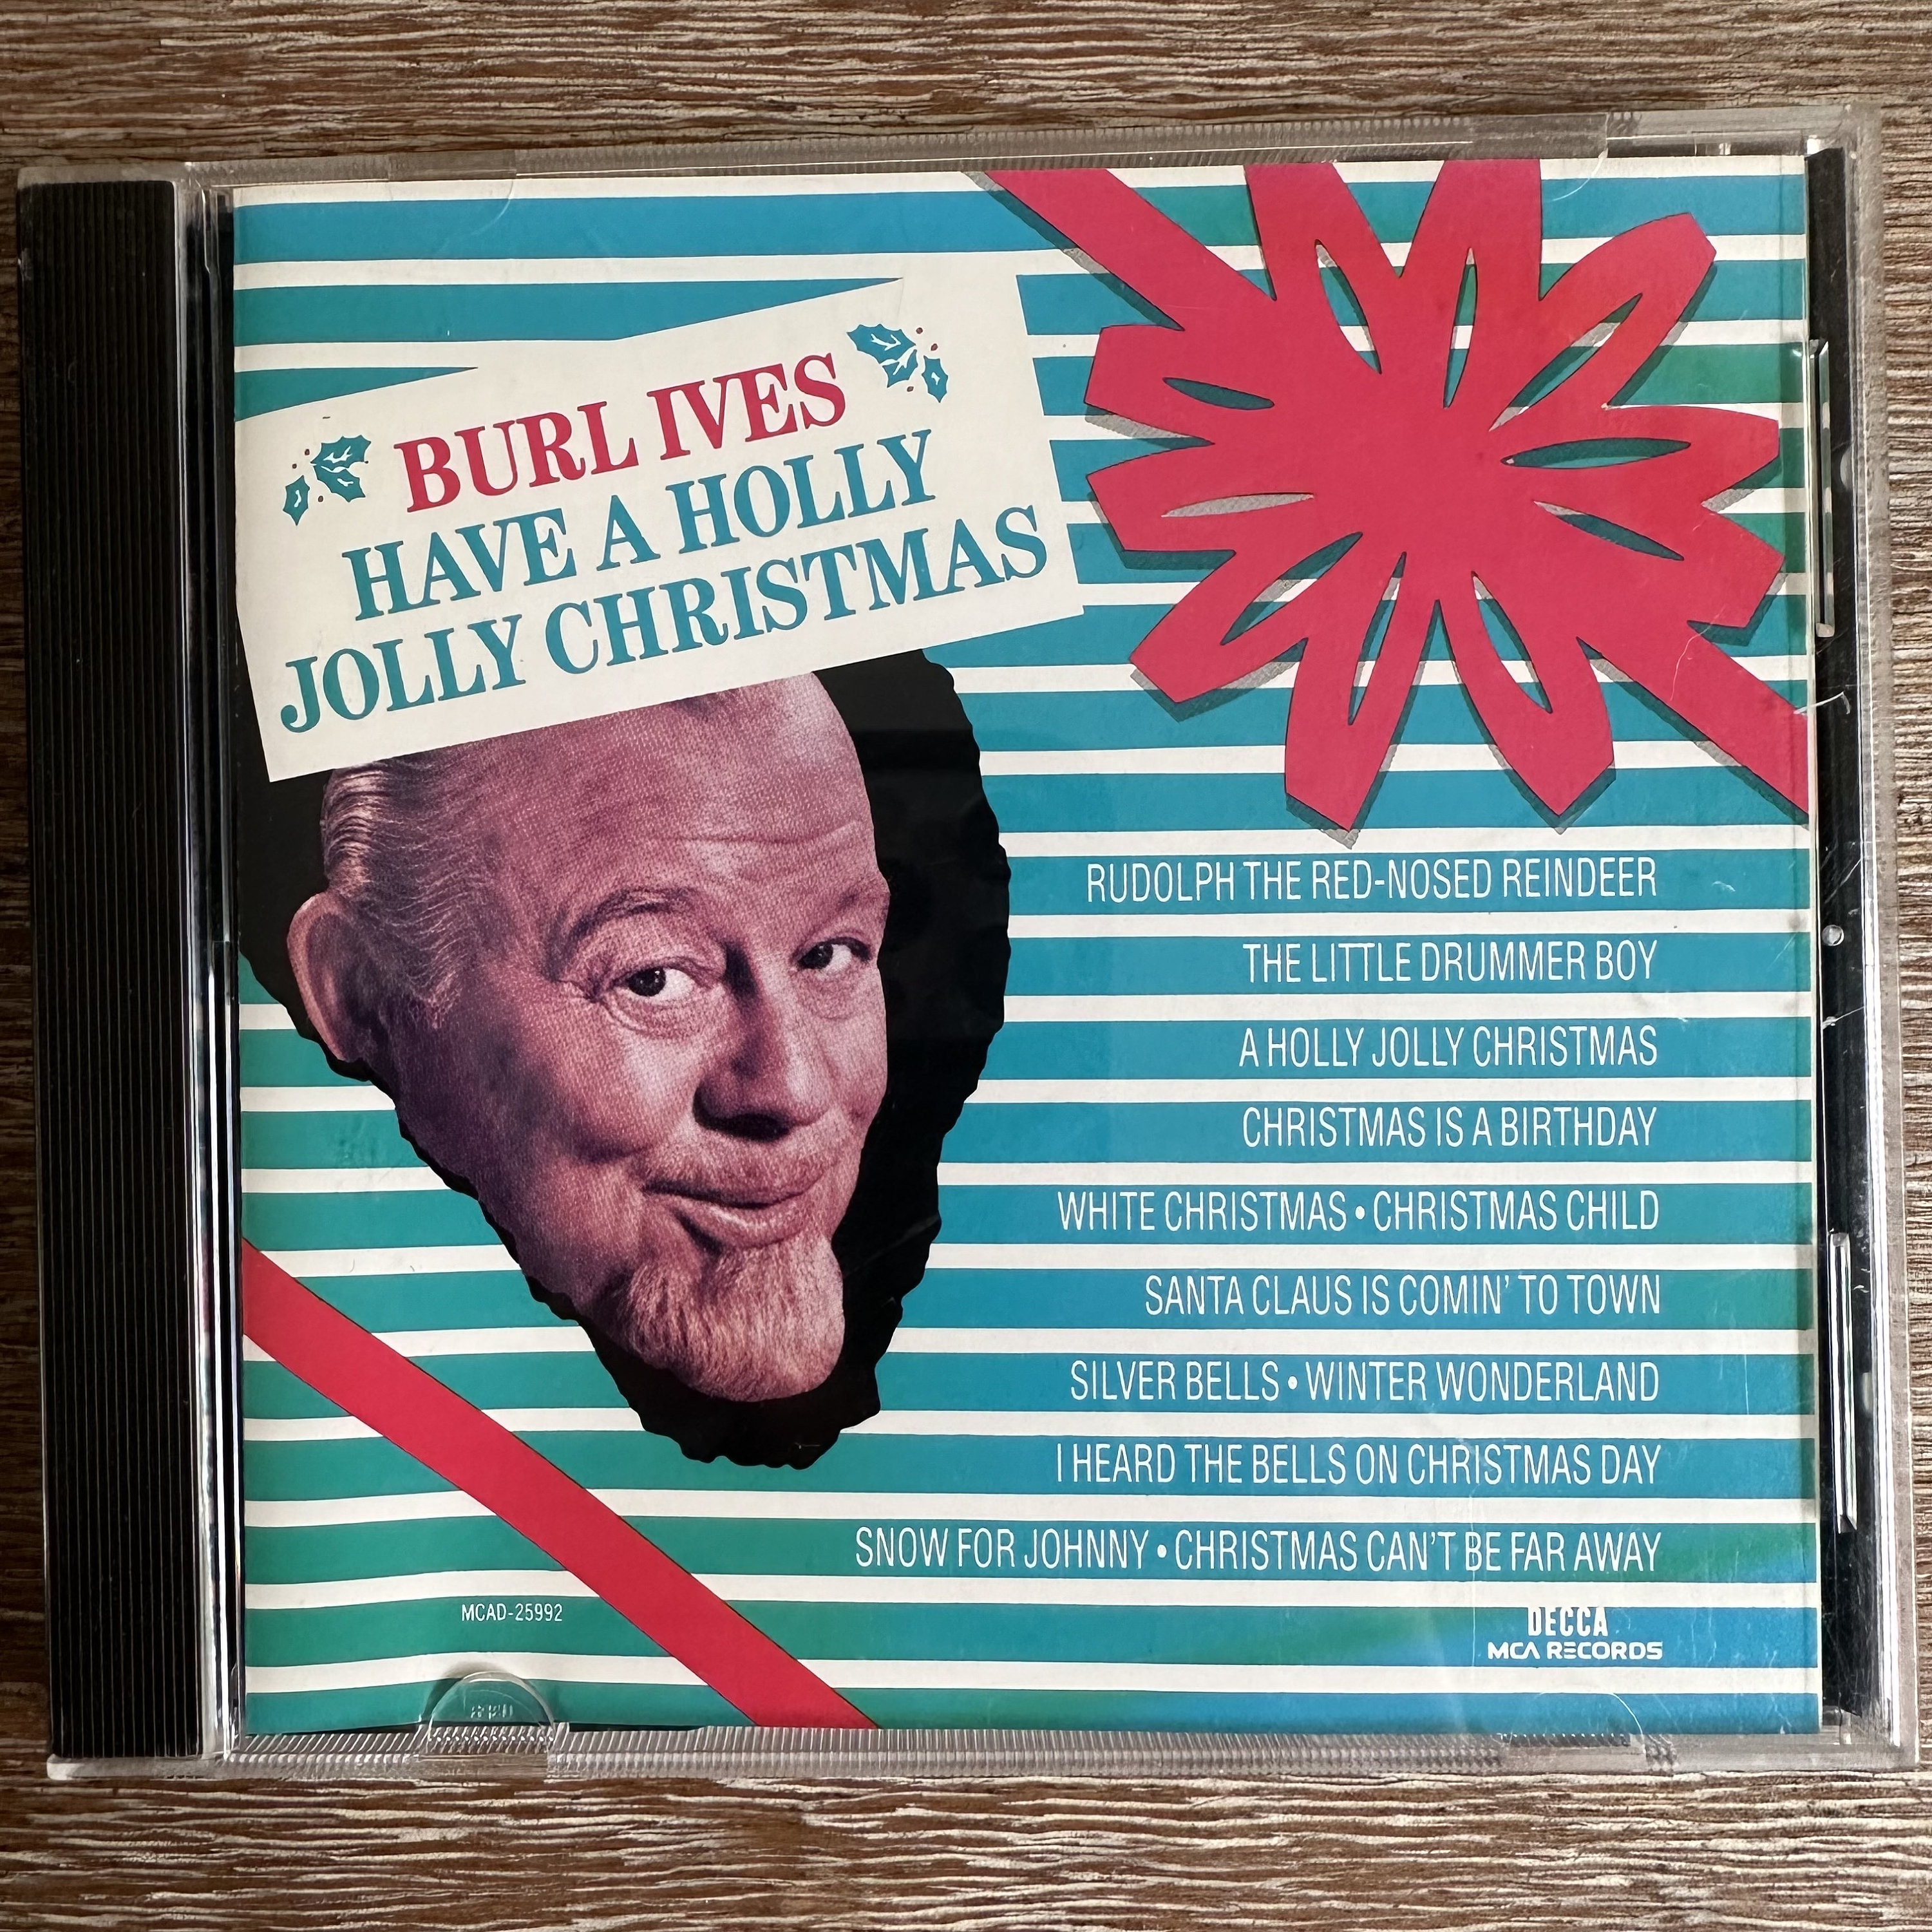 BURL IVES
HAVE A HOLLY
JOLLY CHRISTMAS
RUDOLPH THE RED-NOSED REINDEER
THE LITTLE DRUMMER BOY
A HOLLY JOLLY CHRISTMAS
CHRISTMAS IS A BIRTHDAY
WHITE CHRISTMAS • CHRISTMAS CHILD
SANTA CLAUS IS COMIN' TO TOWN
SILVER BELLS • WINTER WONDERLAND
I HEARD THE BELLS ON CHRISTMAS DAY
SNOW FOR JOHNNY • CHRISTMAS CAN'T BE FAR AWAY
MCAD-25992
DECCA
MCA RECORDS